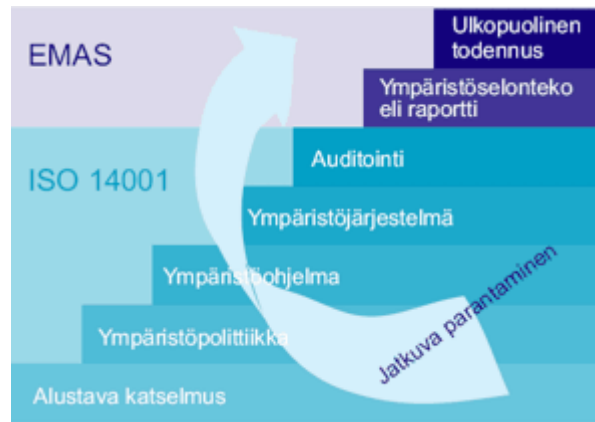 EMAS
Ulkopuolinen
todennus
Ympäristöselonteko
eli raportti
ISO 14001
Auditointi
Ympäristöjärjestelmä
Ympäristöohjelma
Ympäristöpolittiikka
Alustava katselmus
Jatkuva parantaminen